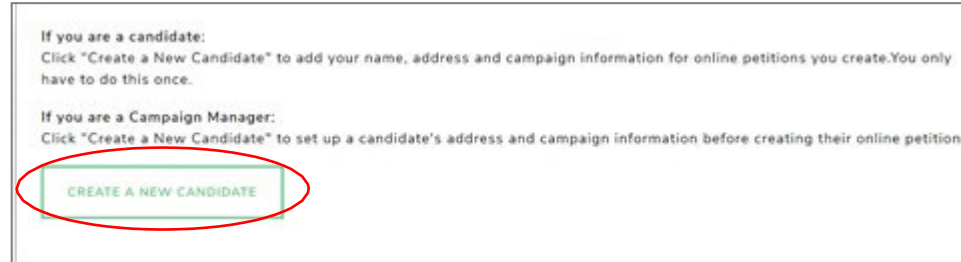 If you are a candidate:
Click "Create a New Candidate" to add your name, address and campaign information for online petitions you create.You only
have to do this once.
If you are a Campaign Manager:
Click "Create a New Candidate" to set up a candidate's address and campaign information before creating their online petition
CREATE A NEW CANDIDATE